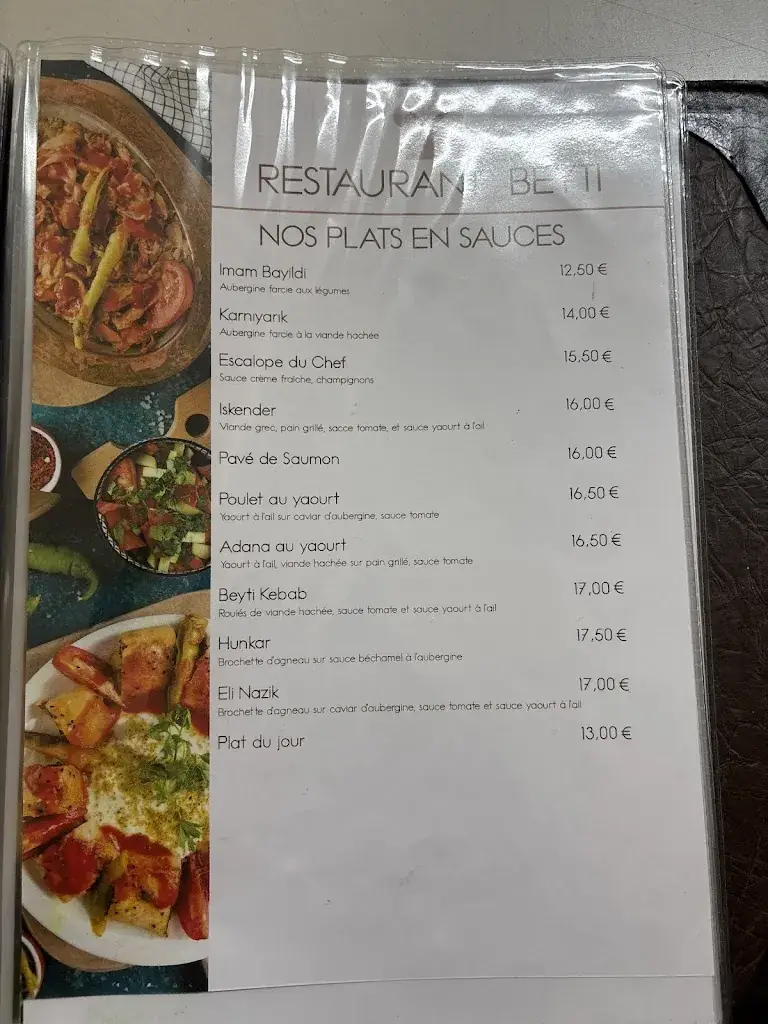 RESTAURANT BEYTI
NOS PLATS EN SAUCES
Imam Bayildi 12,50 €
Aubergine farcie aux légumes
Karnıyarık 14,00 €
Aubergine farcie à la viande hachée
Escalope du Chef 15,50 €
Sauce crème fraîche, champignons
Iskender 16,00 €
Viande grec, pain grillé, sacce tomate, et sauce yaourt à l'ail
Pavé de Saumon 16,00 €
Poulet au yaourt 16,50 €
Yaourt à l'ail sur caviar d'aubergine, sauce tomate
Adana au yaourt 16,50 €
Yaourt à l'ail, viande hachée sur pain grillé, sauce tomate
Beyti Kebab 17,00 €
Roulés de viande hachée, sauce tomate et sauce yaourt à l'ail
Hunkar 17,50 €
Brochette d'agneau sur sauce béchamel à l'aubergine
Eli Nazik 17,00 €
Brochette d'agneau sur caviar d'aubergine, sauce tomate et sauce yaourt à l'ail
Plat du jour 13,00 €